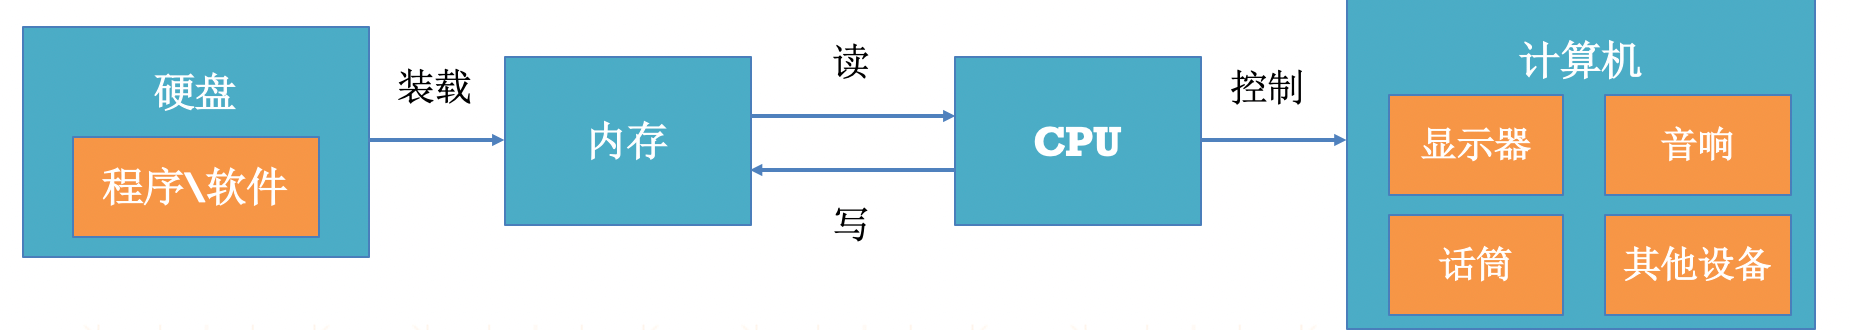 硬盘
程序\软件
装载
内存
读
写
CPU
控制
计算机
显示器
音响
话筒
其他设备